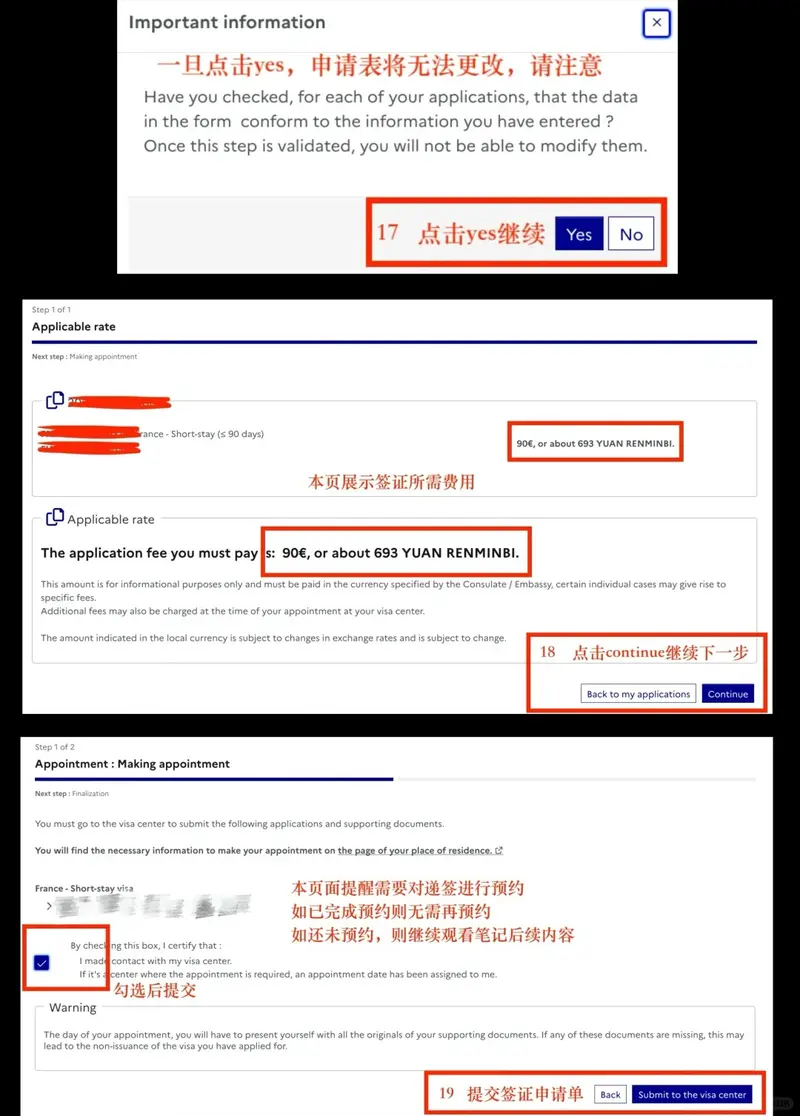 Important information
一旦点击yes，申请表将无法更改，请注意
Have you checked, for each of your applications, that the data
in the form conform to the information you have entered ?
Once this step is validated, you will not be able to modify them.
17 点击yes继续 Yes No
Step 1 of 1
Applicable rate
Next step : Making appointment
rance - Short-stay (≤ 90 days)
90€, or about 693 YUAN RENMINBI.
本页展示签证所需费用
Applicable rate
The application fee you must pay is: 90€, or about 693 YUAN RENMINBI.
This amount is for informational purposes only and must be paid in the currency specified by the Consulate / Embassy, certain individual cases may give rise to
specific fees.
Additional fees may also be charged at the time of your appointment at your visa center.
The amount indicated in the local currency is subject to changes in exchange rates and is subject to change.
18 点击continue继续下一步
Back to my applications Continue
Step 1 of 2
Appointment : Making appointment
Next step : Finalization
You must go to the visa center to submit the following applications and supporting documents.
You will find the necessary information to make your appointment on the page of your place of residence.
France - Short-stay visa
本页面提醒需要对递签进行预约
如已完成预约则无需再预约
如还未预约，则继续观看笔记后续内容
By checking this box, I certify that :
I made contact with my visa center.
If it's a center where the appointment is required, an appointment date has been assigned to me.
勾选后提交
Warning
The day of your appointment, you will have to present yourself with all the originals of your supporting documents. If any of these documents are missing, this may
lead to the non-issuance of the visa you have applied for.
19 提交签证申请单 Back Submit to the visa center